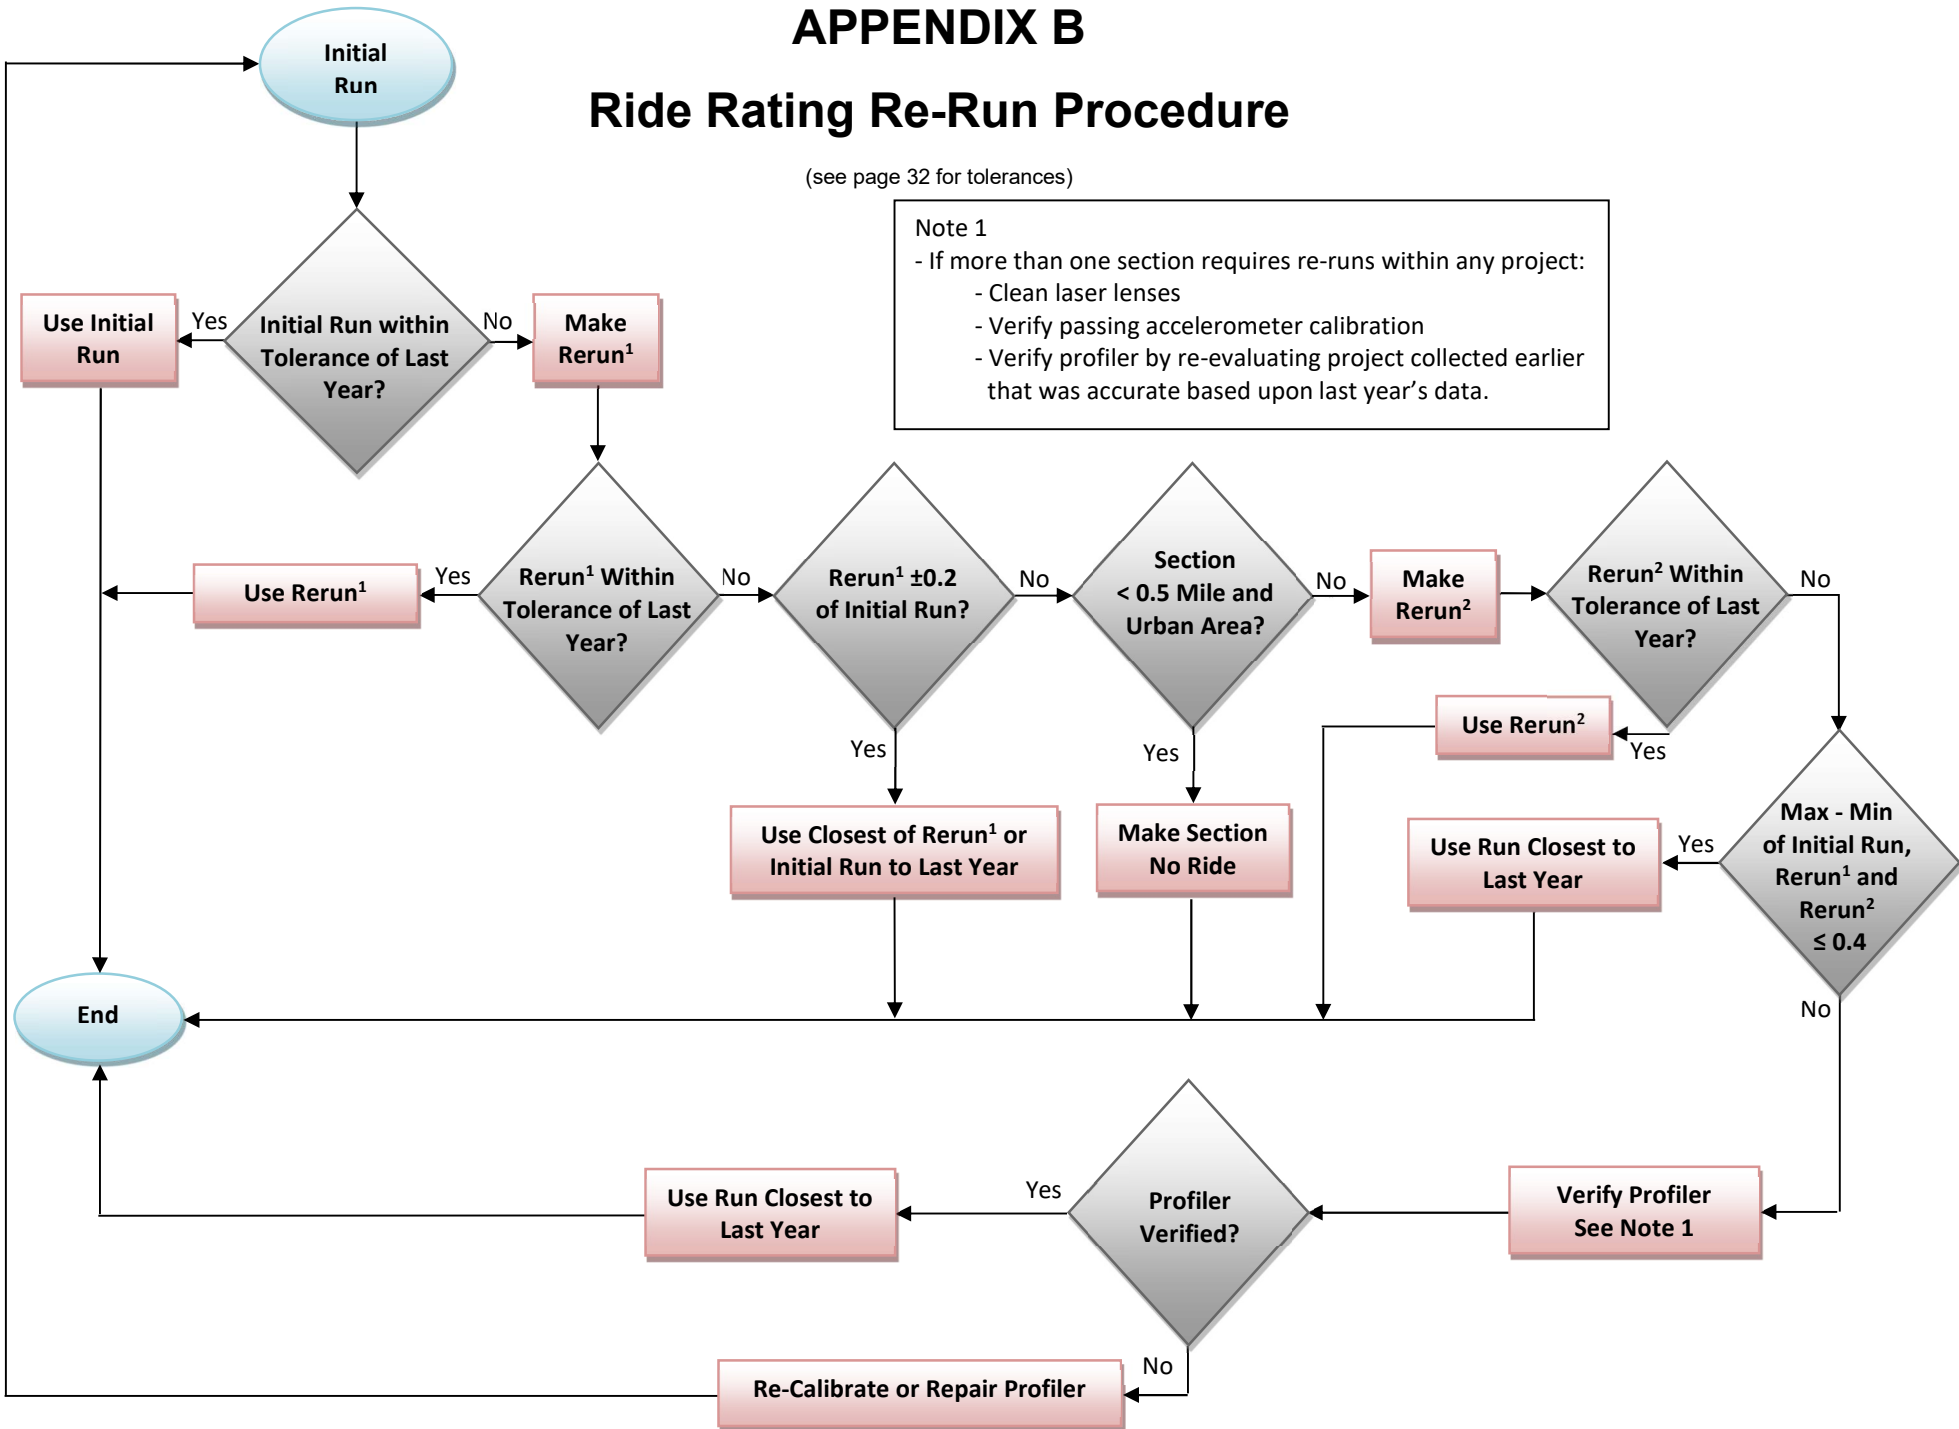 APPENDIX B
Ride Rating Re-Run Procedure
(see page 32 for tolerances)
Initial
Run
Note 1
- If more than one section requires re-runs within any project:
- Clean laser lenses
- Verify passing accelerometer calibration
- Verify profiler by re-evaluating project collected earlier
that was accurate based upon last year’s data.
Use Initial
Run
Yes
Initial Run within
Tolerance of Last
Year?
No
Make
Rerun¹
Use Rerun¹
Yes
Rerun¹ Within
Tolerance of Last
Year?
No
Rerun¹ ±0.2
of Initial Run?
No
Section
< 0.5 Mile and
Urban Area?
No
Make
Rerun²
Rerun² Within
Tolerance of Last
Year?
No
Yes
Yes
Use Rerun²
Yes
Use Closest of Rerun¹ or
Initial Run to Last Year
Make Section
No Ride
Use Run Closest to
Last Year
Yes
Max - Min
of Initial Run,
Rerun¹ and
Rerun²
≤ 0.4
No
End
Use Run Closest to
Last Year
Yes
Profiler
Verified?
Verify Profiler
See Note 1
No
Re-Calibrate or Repair Profiler